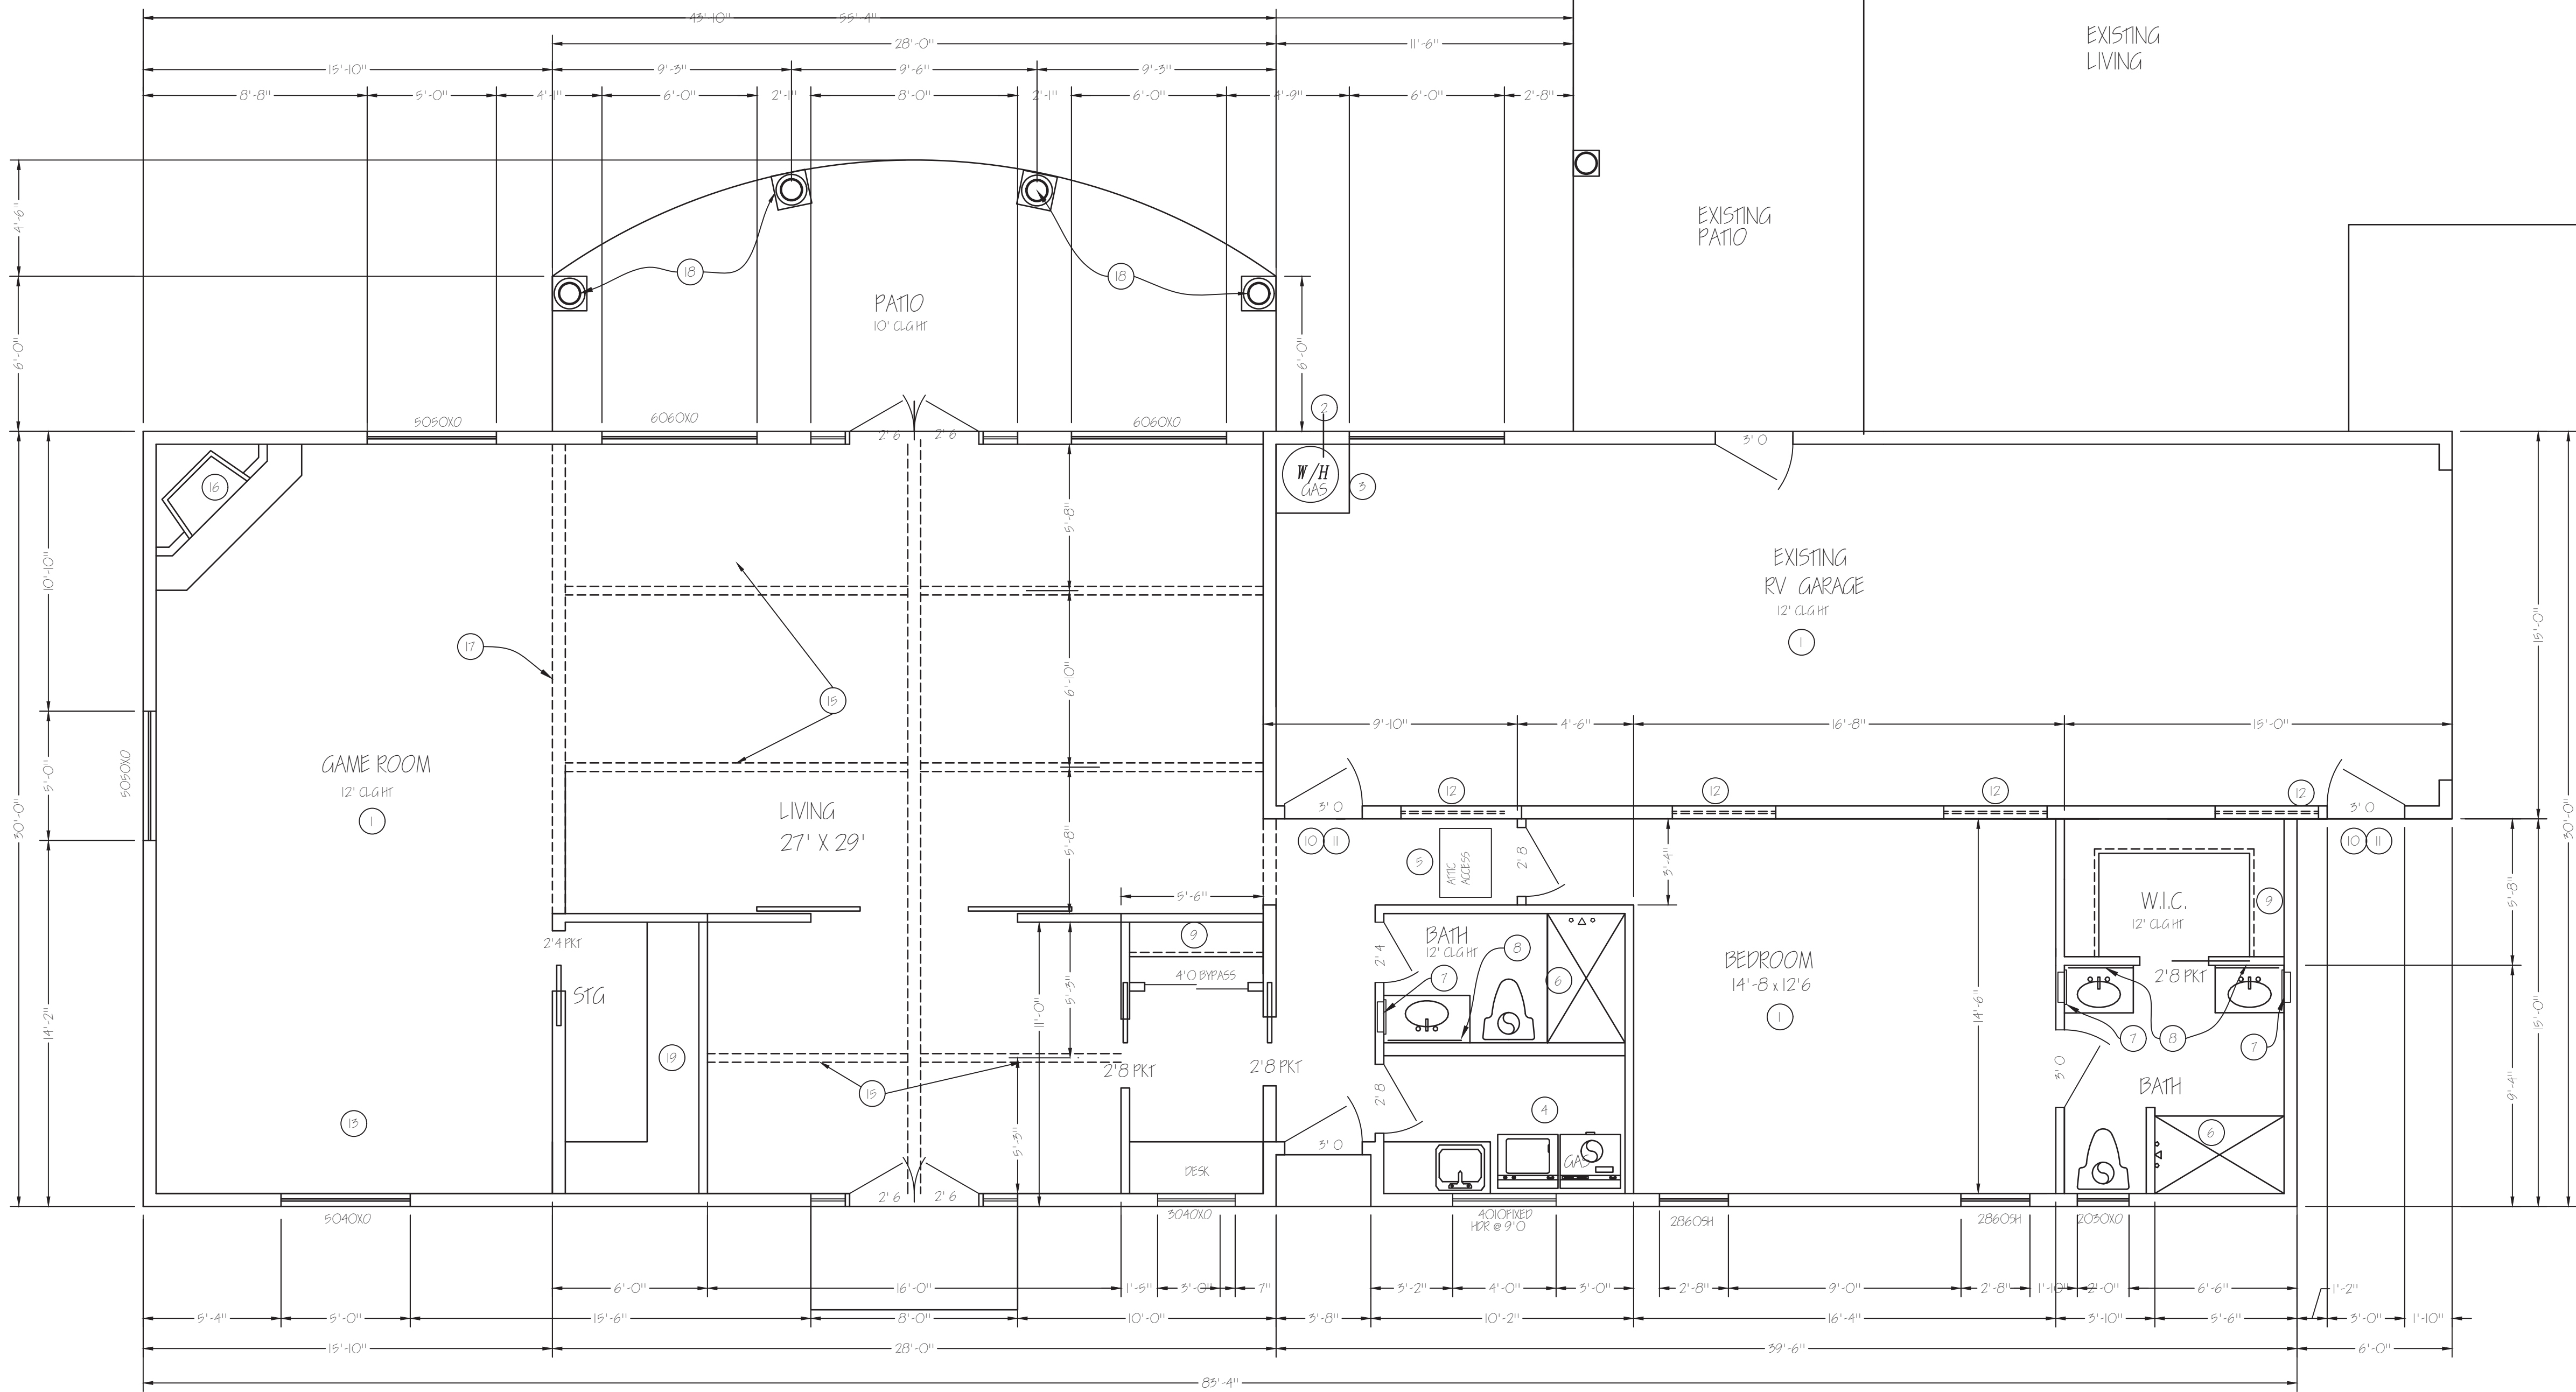 43'-10"
55'-4"
EXISTING
LIVING
28'-0"
11'-6"
15'-10"
9'-3"
9'-6"
9'-3"
8'-8"
5'-0"
4'-1"
6'-0"
2'-1"
8'-0"
2'-1"
6'-0"
4'-9"
6'-0"
2'-8"
4'-6"
EXISTING
PATIO
18
18
PATIO
10' CLG HT
6'-0"
6'-0"
2
5050XO
6060XO
6060XO
2' 6
2' 6
3' 0
W/H
GAS
3
16
5'-8"
10'-10"
EXISTING
RV GARAGE
12' CLG HT
1
15'-0"
17
6'-10"
15
9'-10"
4'-6"
16'-8"
15'-0"
GAME ROOM
12' CLG HT
1
5050XO
5'-0"
30'-0"
LIVING
27' X 29'
5'-8"
3' 0
12
12
12
12
3' 0
30'-0"
10
11
10
11
5
ATTIC
ACCESS
2' 8
3'-4"
5'-6"
5'-8"
W.I.C.
12' CLG HT
9
2'4 PKT
9
BATH
12' CLG HT
2' 4
8
7
6
BEDROOM
14'-8 x 12'6
1
4'0 BYPASS
2'8 PKT
STG
14'-2"
11'-0"
5'-3"
14'-6"
15'-0"
7
8
7
19
15
2'8 PKT
2'8 PKT
2' 8
3' 0
BATH
9'-4"
13
5'-3"
3' 0
4
6
DESK
GAS
2' 6
2' 6
5040XO
3040XO
4010FIXED
HDR @ 9'0
2860SH
2860SH
2030XO
6'-0"
16'-0"
1'-5"
3'-0"
7"
3'-2"
4'-0"
3'-0"
2'-8"
9'-0"
2'-8"
1'-10"
2'-0"
6'-6"
1'-2"
5'-4"
5'-0"
15'-6"
8'-0"
10'-0"
3'-8"
10'-2"
16'-4"
3'-10"
5'-6"
3'-0"
1'-10"
15'-10"
28'-0"
39'-6"
6'-0"
83'-4"